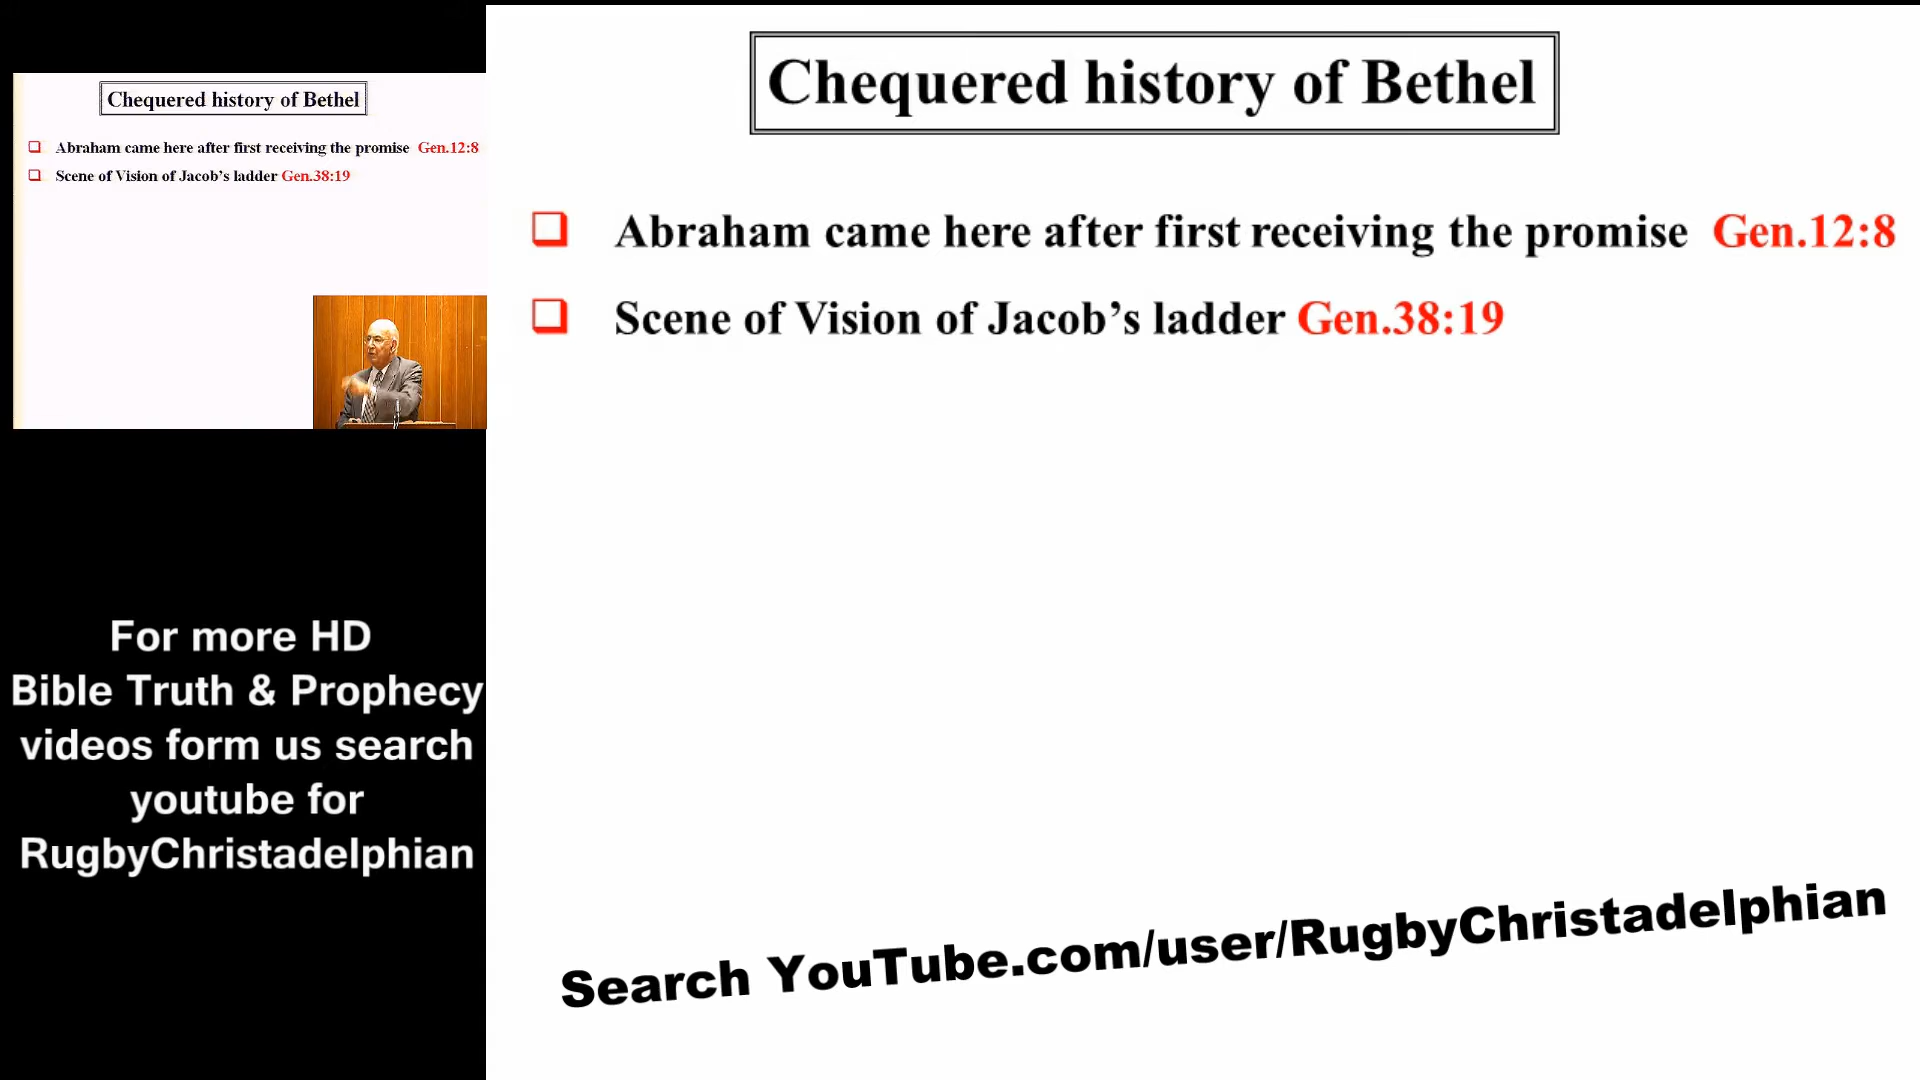 Chequered history of Bethel
Abraham came here after first receiving the promise Gen.12:8
Scene of Vision of Jacob's ladder Gen.38:19
Chequered history of Bethel
Abraham came here after first receiving the promise Gen.12:8
Scene of Vision of Jacob’s ladder Gen.38:19
For more HD
Bible Truth & Prophecy
videos form us search
youtube for
RugbyChristadelphian
Search YouTube.com/user/RugbyChristadelphian